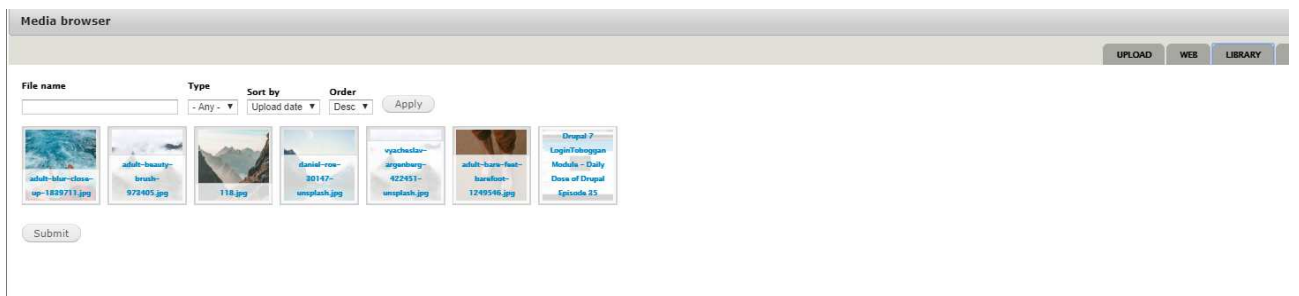 Media browser
UPLOAD WEB LIBRARY
File name Type Sort by Order
- Any - Upload date Desc Apply
adult-blur-close-
up-1839711.jpg
adult-beauty-
brush-
973405.jpg
118.jpg
daniel-roe-
30147-
unsplash.jpg
vyacheslav-
argenberg-
422451-
unsplash.jpg
adult-bare-feet-
barefoot-
1249546.jpg
Drupal 7
LoginToboggan
Module - Daily
Dose of Drupal
Episode 35
Submit